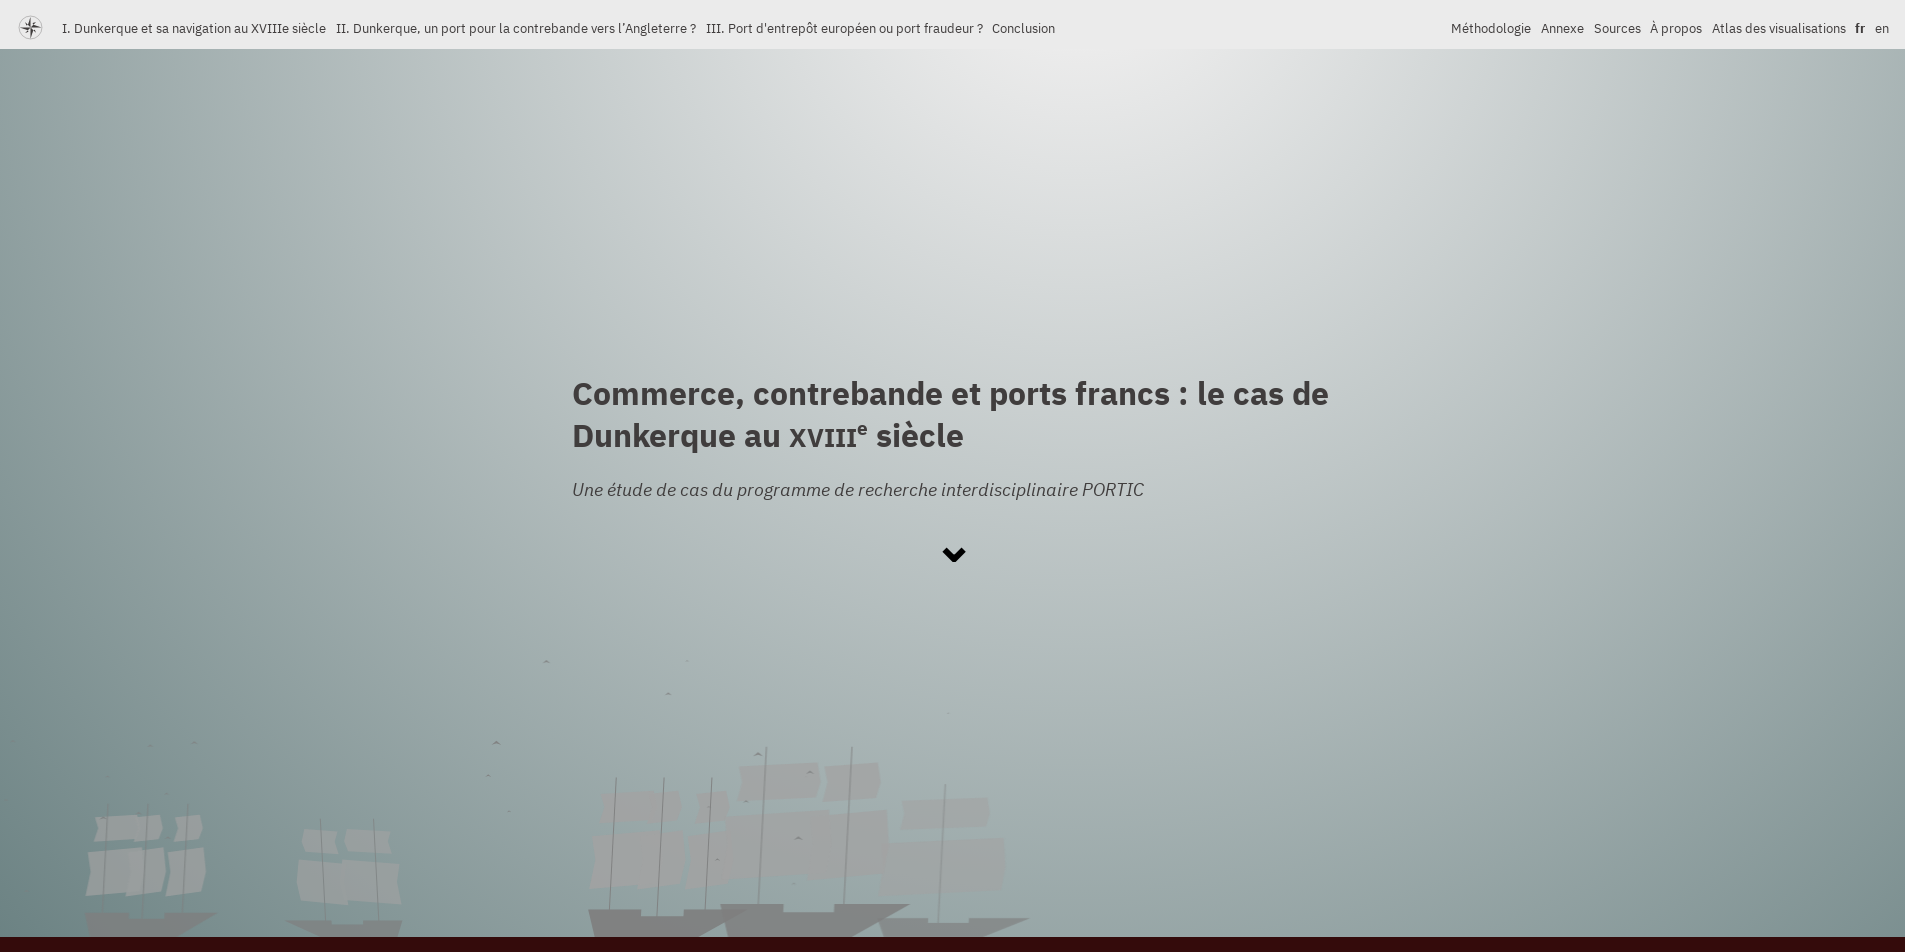 I. Dunkerque et sa navigation au XVIIIe siècle II. Dunkerque, un port pour la contrebande vers l’Angleterre ? III. Port d'entrepôt européen ou port fraudeur ? Conclusion Méthodologie Annexe Sources À propos Atlas des visualisations fr en
Commerce, contrebande et ports francs : le cas de
Dunkerque au XVIIIe siècle
Une étude de cas du programme de recherche interdisciplinaire PORTIC